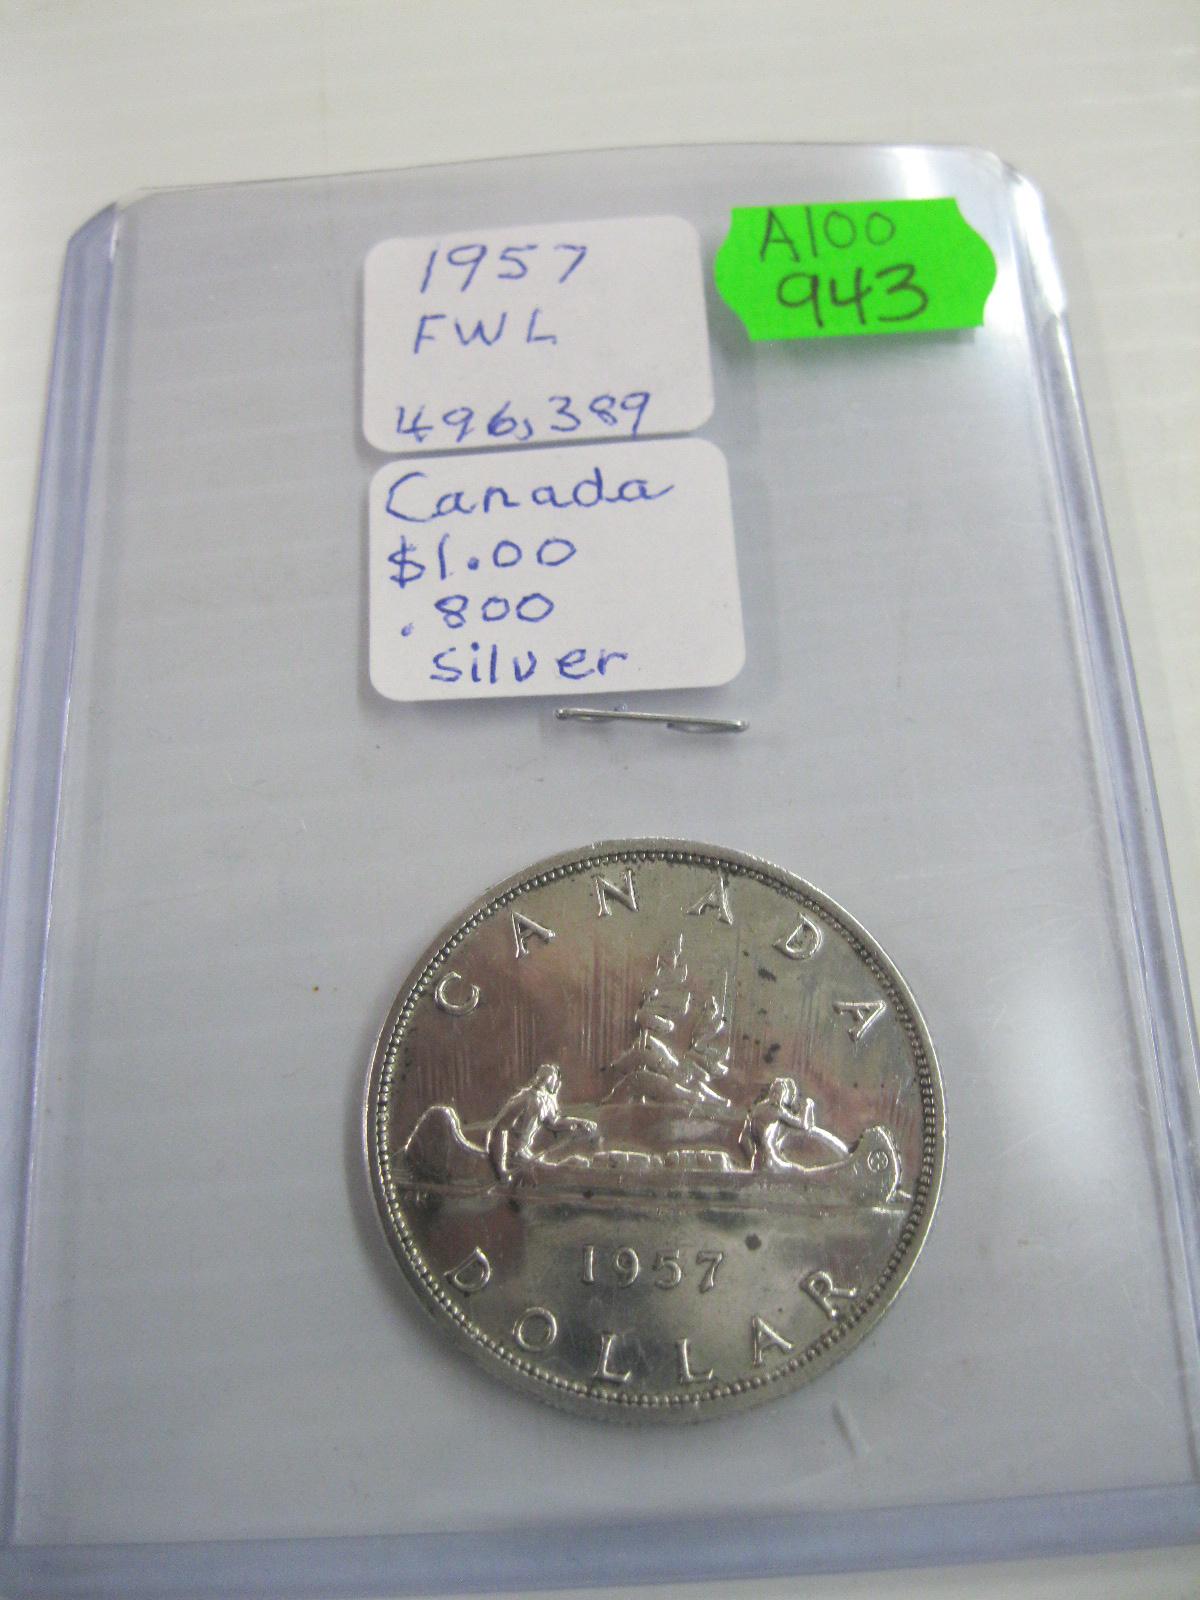 1957
FWL
496,389
A100
943
Canada
$1.00
.800
silver
CANADA
1957
DOLLAR